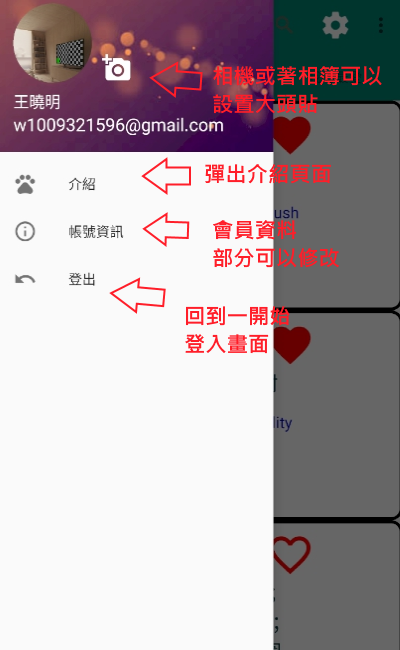 相機或著相簿可以
設置大頭貼
王曉明
w1009321596@gmail.com
介紹
彈出介紹頁面
ush
帳號資訊
會員資料
部分可以修改
登出
回到一開始
登入畫面
lity
;